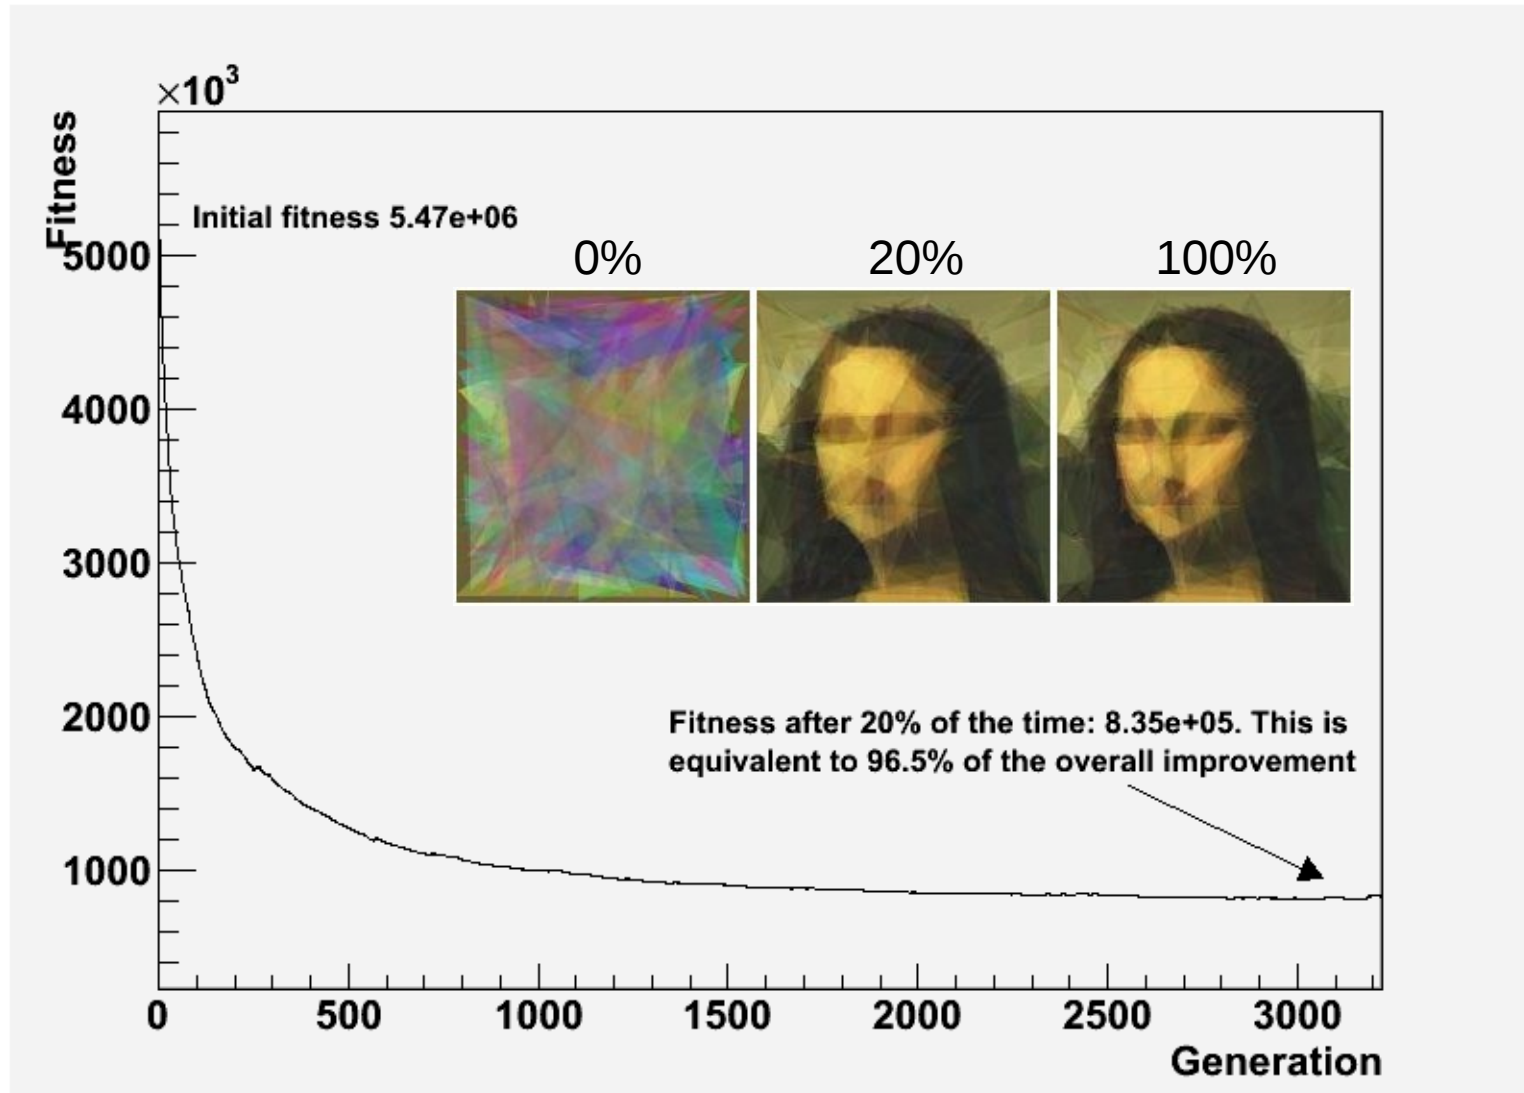 ×10³
Fitness
Initial fitness 5.47e+06
0% 20% 100%
5000
4000
3000
2000
1000
Fitness after 20% of the time: 8.35e+05. This is
equivalent to 96.5% of the overall improvement
0 500 1000 1500 2000 2500 3000
Generation